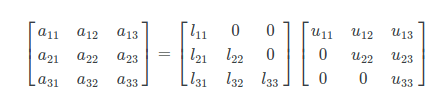 [a11 a12 a13] = [l11 0 0] [u11 u12 u13]
[a21 a22 a23] [l21 l22 0] [0 u22 u23]
[a31 a32 a33] [l31 l32 l33] [0 0 u33]